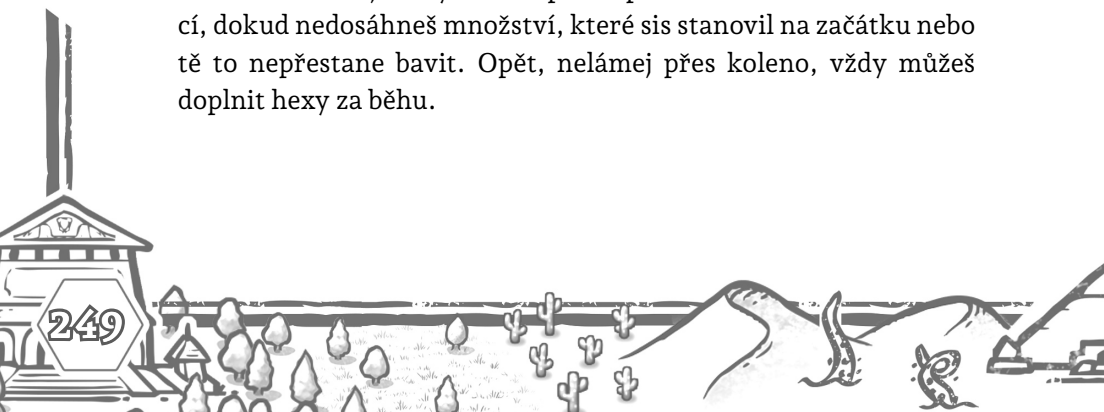 cí, dokud nedosáhneš množství, které sis stanovil na začátku nebo
tě to nepřestane bavit. Opět, nelámej přes koleno, vždy můžeš
doplnit hexy za běhu.
249